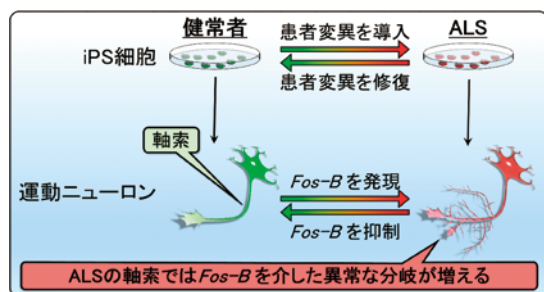 健常者
患者変異を導入
ALS
iPS細胞
患者変異を修復
軸索
運動ニューロン
Fos-Bを発現
Fos-Bを抑制
ALSの軸索ではFos-Bを介した異常な分岐が増える